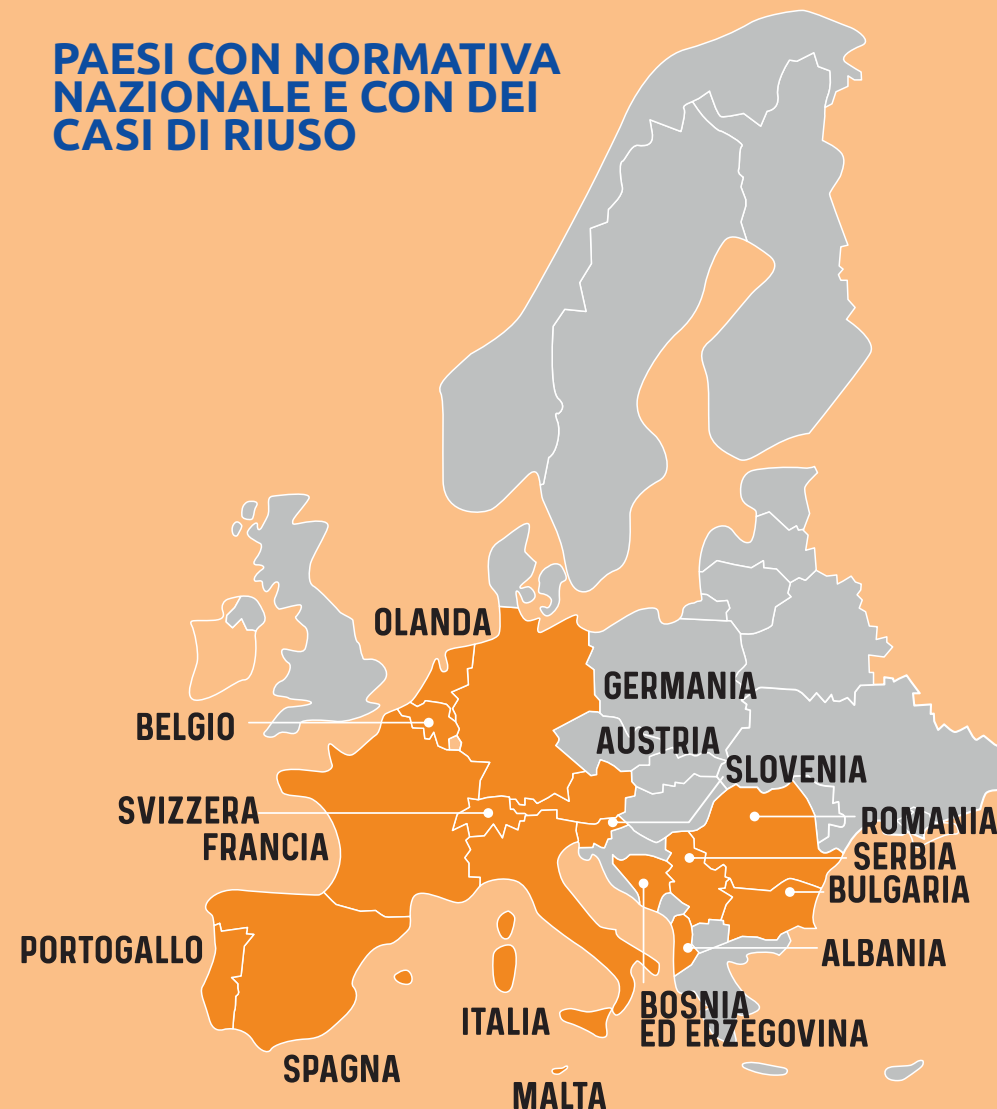 PAESI CON NORMATIVA
NAZIONALE E CON DEI
CASI DI RIUSO
OLANDA
GERMANIA
BELGIO
AUSTRIA
SLOVENIA
SVIZZERA
ROMANIA
FRANCIA
SERBIA
BULGARIA
PORTOGALLO
ALBANIA
ITALIA
BOSNIA
ED ERZEGOVINA
SPAGNA
MALTA